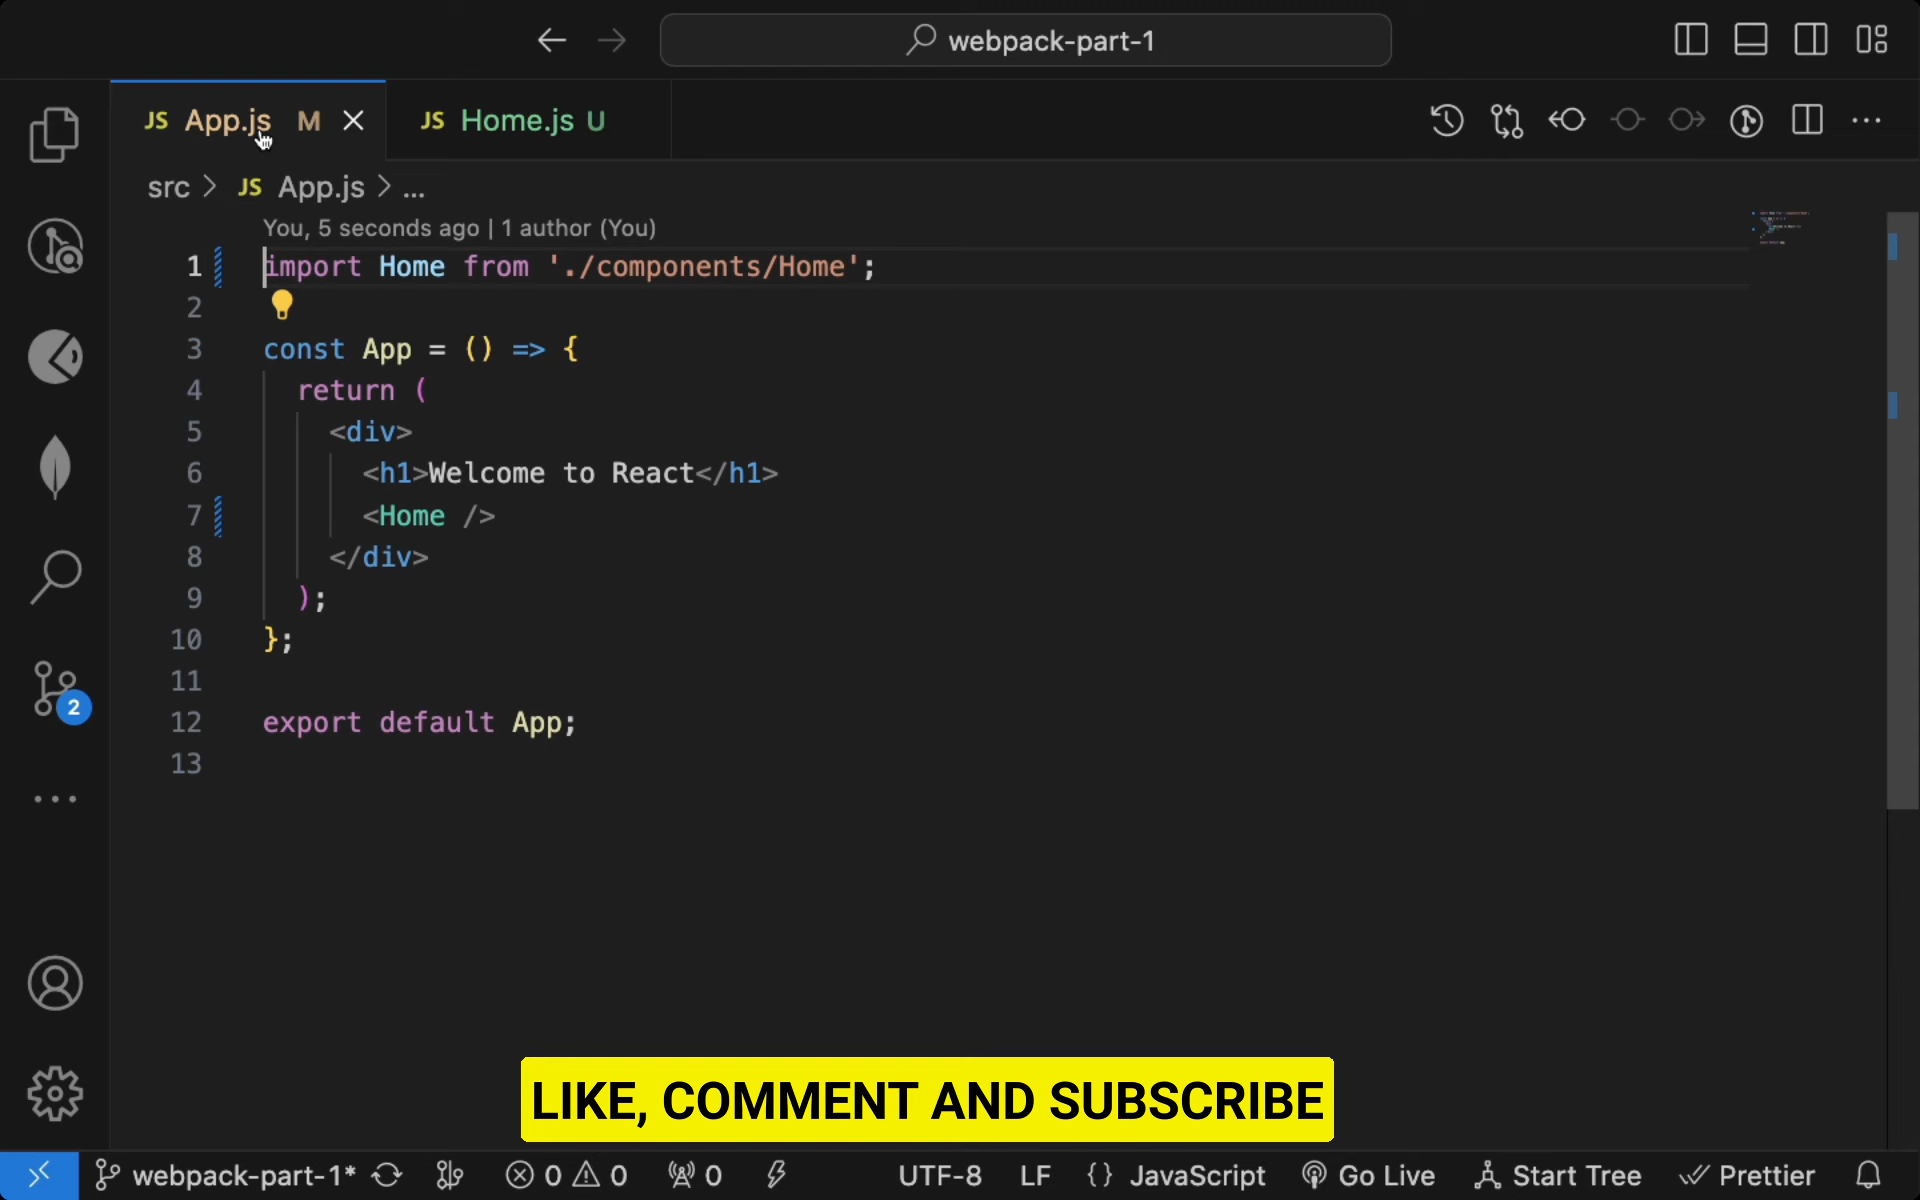 webpack-part-1
JS App.js M
JS Home.js U
src > JS App.js > ...
You, 5 seconds ago | 1 author (You)
1 import Home from './components/Home';
2
3 const App = () => {
4 return (
5 <div>
6 <h1>Welcome to React</h1>
7 <Home />
8 </div>
9 );
10 };
11
12 export default App;
13
2
LIKE, COMMENT AND SUBSCRIBE
webpack-part-1* 0 0 0 UTF-8 LF {} JavaScript Go Live Start Tree Prettier